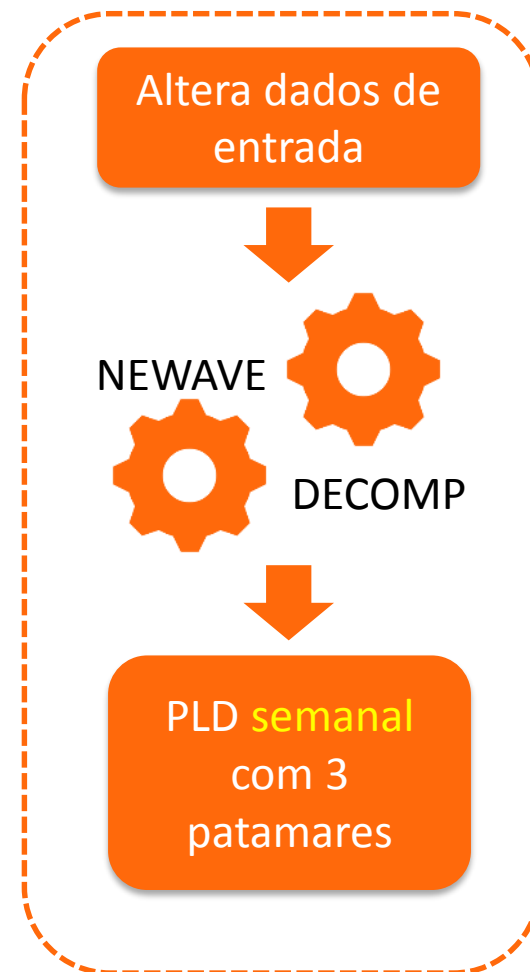 Altera dados de
entrada
NEWAVE
DECOMP
PLD semanal
com 3
patamares